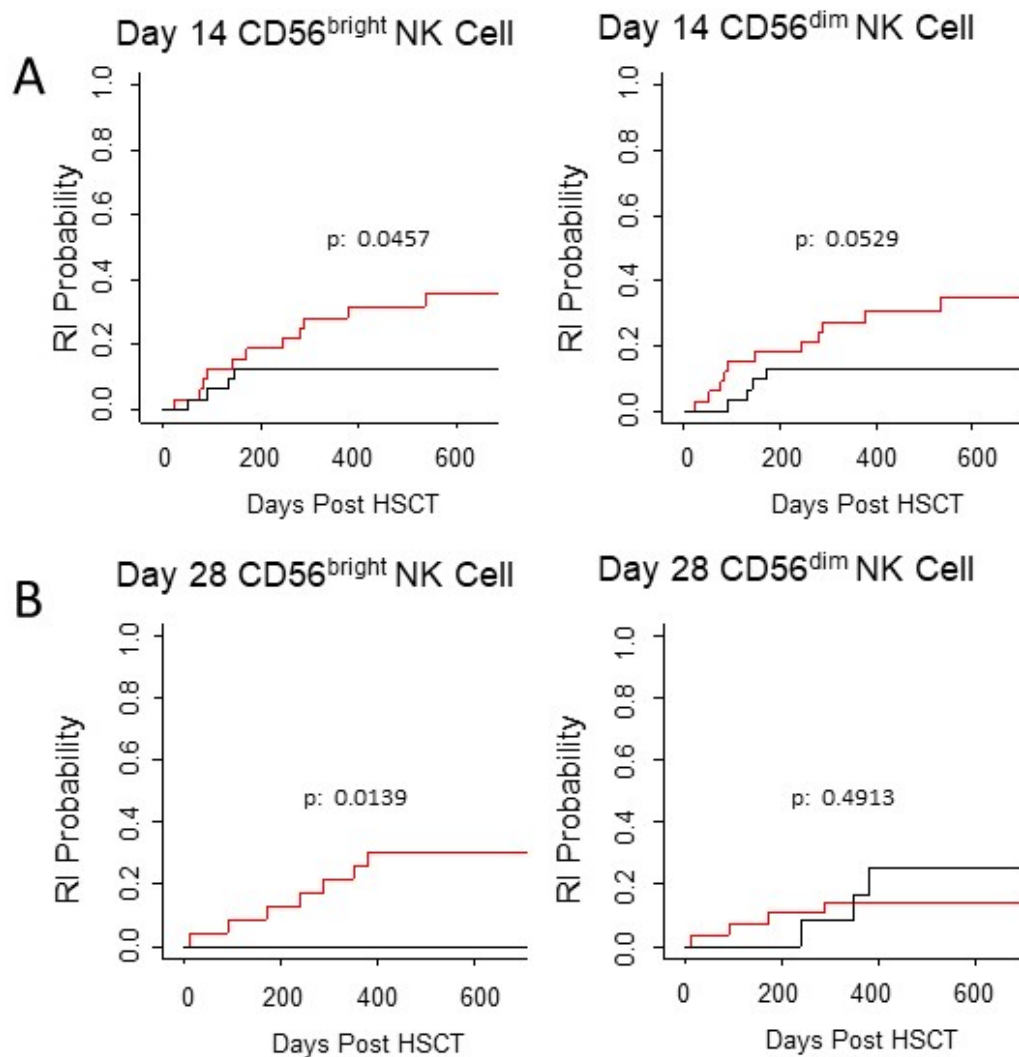 A
Day 14 CD56bright NK Cell
RI Probability
1.0
0.8
0.6
0.4
0.2
0.0
p: 0.0457
0 200 400 600
Days Post HSCT
Day 14 CD56dim NK Cell
RI Probability
1.0
0.8
0.6
0.4
0.2
0.0
p: 0.0529
0 200 400 600
Days Post HSCT
B
Day 28 CD56bright NK Cell
RI Probability
1.0
0.8
0.6
0.4
0.2
0.0
p: 0.0139
0 200 400 600
Days Post HSCT
Day 28 CD56dim NK Cell
RI Probability
1.0
0.8
0.6
0.4
0.2
0.0
p: 0.4913
0 200 400 600
Days Post HSCT